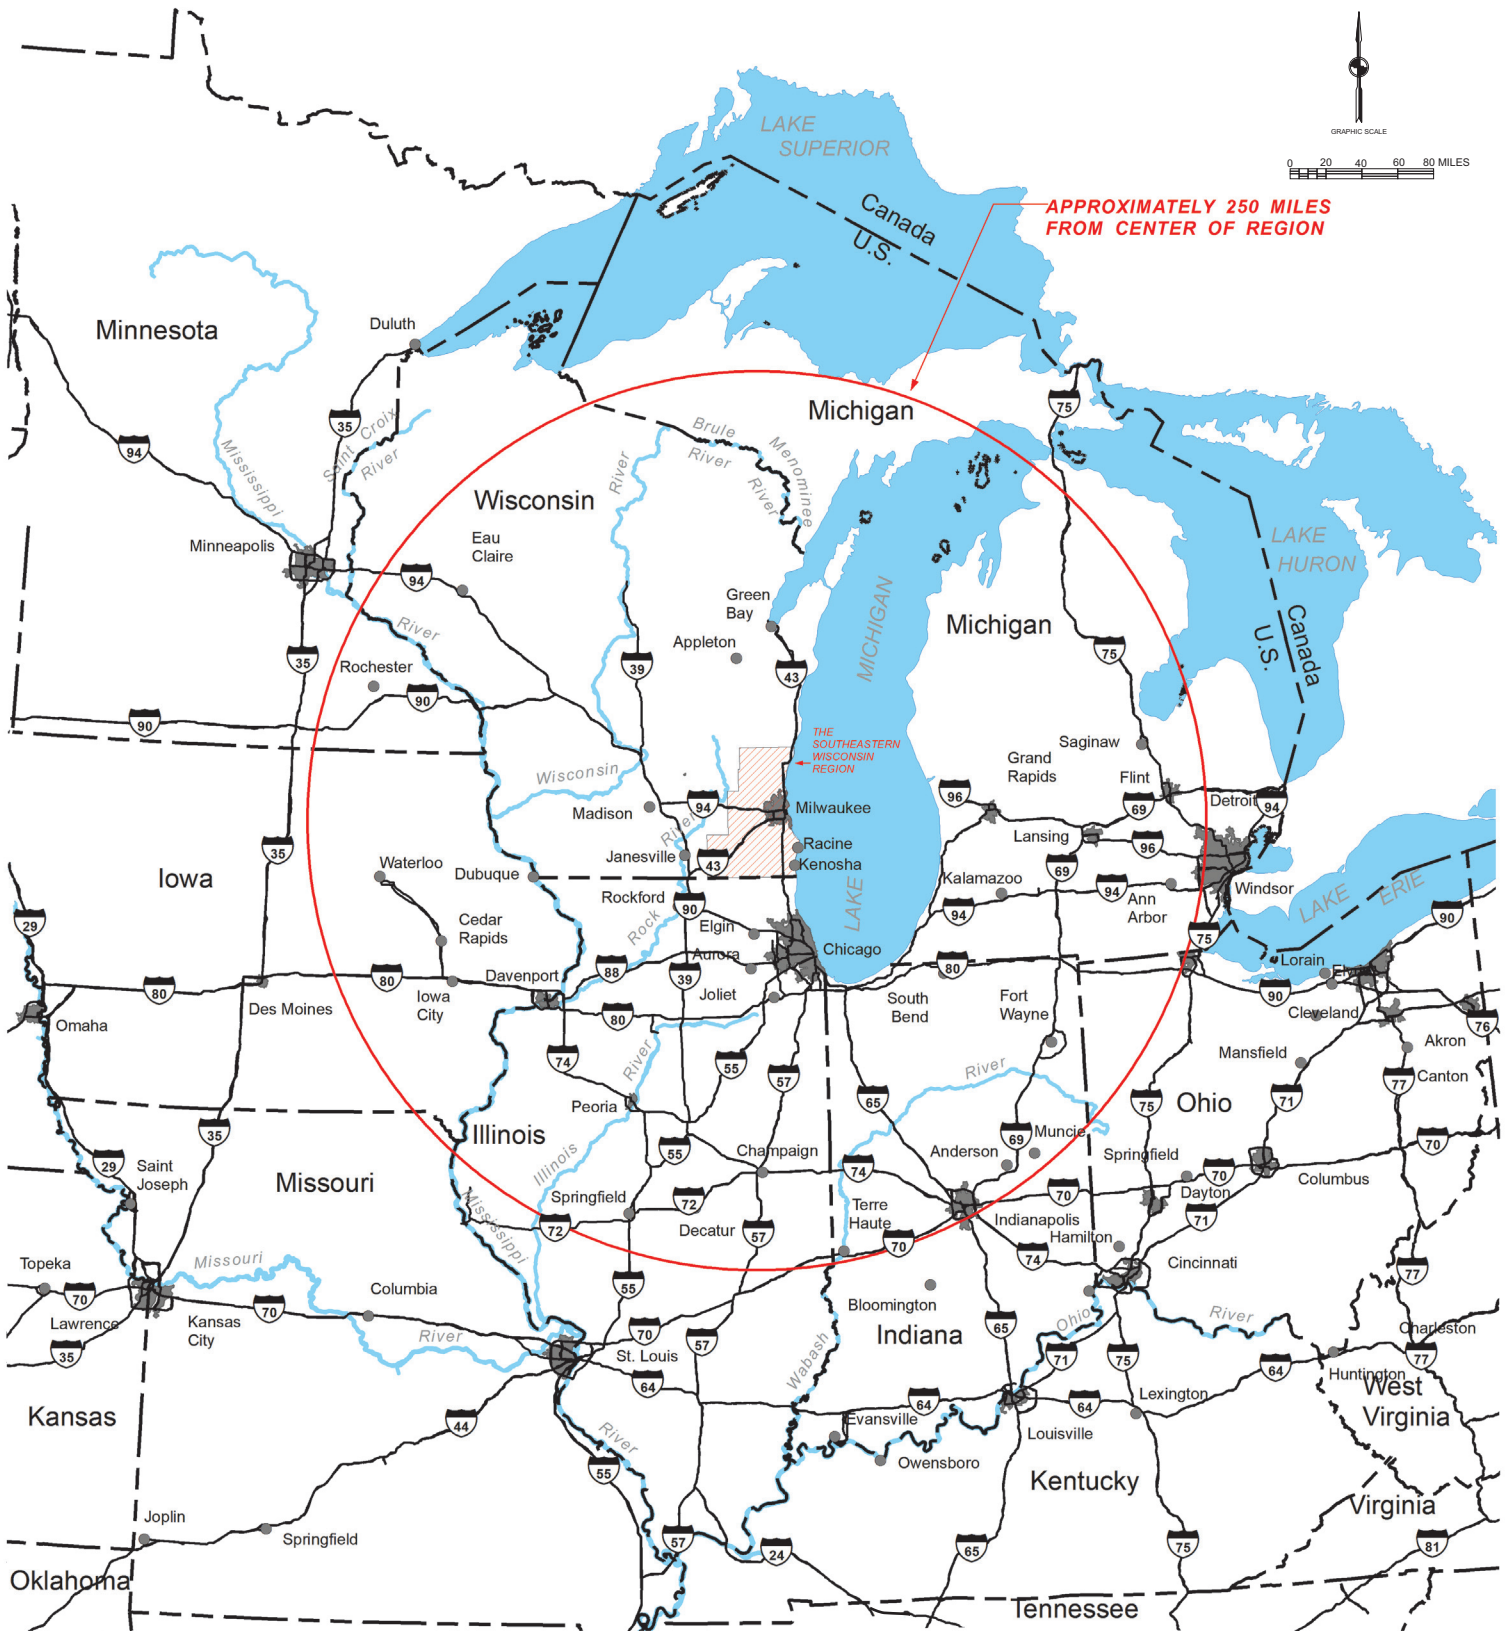 GRAPHIC SCALE
0 20 40 60 80 MILES
LAKE
SUPERIOR
APPROXIMATELY 250 MILES
FROM CENTER OF REGION
Canada
U.S.
Minnesota
Duluth
35
94
Saint Croix
River
Mississippi
Michigan
75
Brule
River
Menominee
River
River
Wisconsin
Minneapolis
Eau
Claire
94
LAKE
HURON
Canada
U.S.
Green
Bay
Appleton
MICHIGAN
LAKE
Michigan
River
35
Rochester
90
90
39
43
75
THE
SOUTHEASTERN
WISCONSIN
REGION
Saginaw
Grand
Rapids
Flint
Wisconsin
Madison
94
River
Milwaukee
96
69
Detroit
94
Lansing
96
Janesville
43
Racine
Kenosha
35
Iowa
Waterloo
Dubuque
69
Kalamazoo
94
94
Ann
Arbor
Windsor
LAKE
ERIE
Rockford
90
Rock
Elgin
Aurora
Chicago
29
Cedar
Rapids
75
90
Lorain
Elyria
80
Des Moines
80
Iowa
City
Davenport
88
39
Joliet
80
80
South
Bend
Fort
Wayne
90
Cleveland
76
Akron
Omaha
Mansfield
Canton
77
74
River
55
57
River
65
Peoria
75
Ohio
71
35
Illinois
Illinois
55
Champaign
74
Anderson
69
Muncie
Springfield
70
70
Columbus
29
Saint
Joseph
Missouri
Mississippi
Springfield
72
72
Decatur
57
Terre
Haute
70
70
Indianapolis
Dayton
71
Hamilton
74
Cincinnati
77
Topeka
70
Lawrence
35
Missouri
Kansas
City
70
Columbia
River
55
70
St. Louis
57
64
Bloomington
Indiana
65
Ohio
71
75
River
Charleston
64
Huntington
77
West
Virginia
Kansas
44
Wabash
Evansville
64
64
Lexington
Louisville
Owensboro
Kentucky
River
55
Joplin
Springfield
57
24
65
75
Virginia
81
Oklahoma
Tennessee